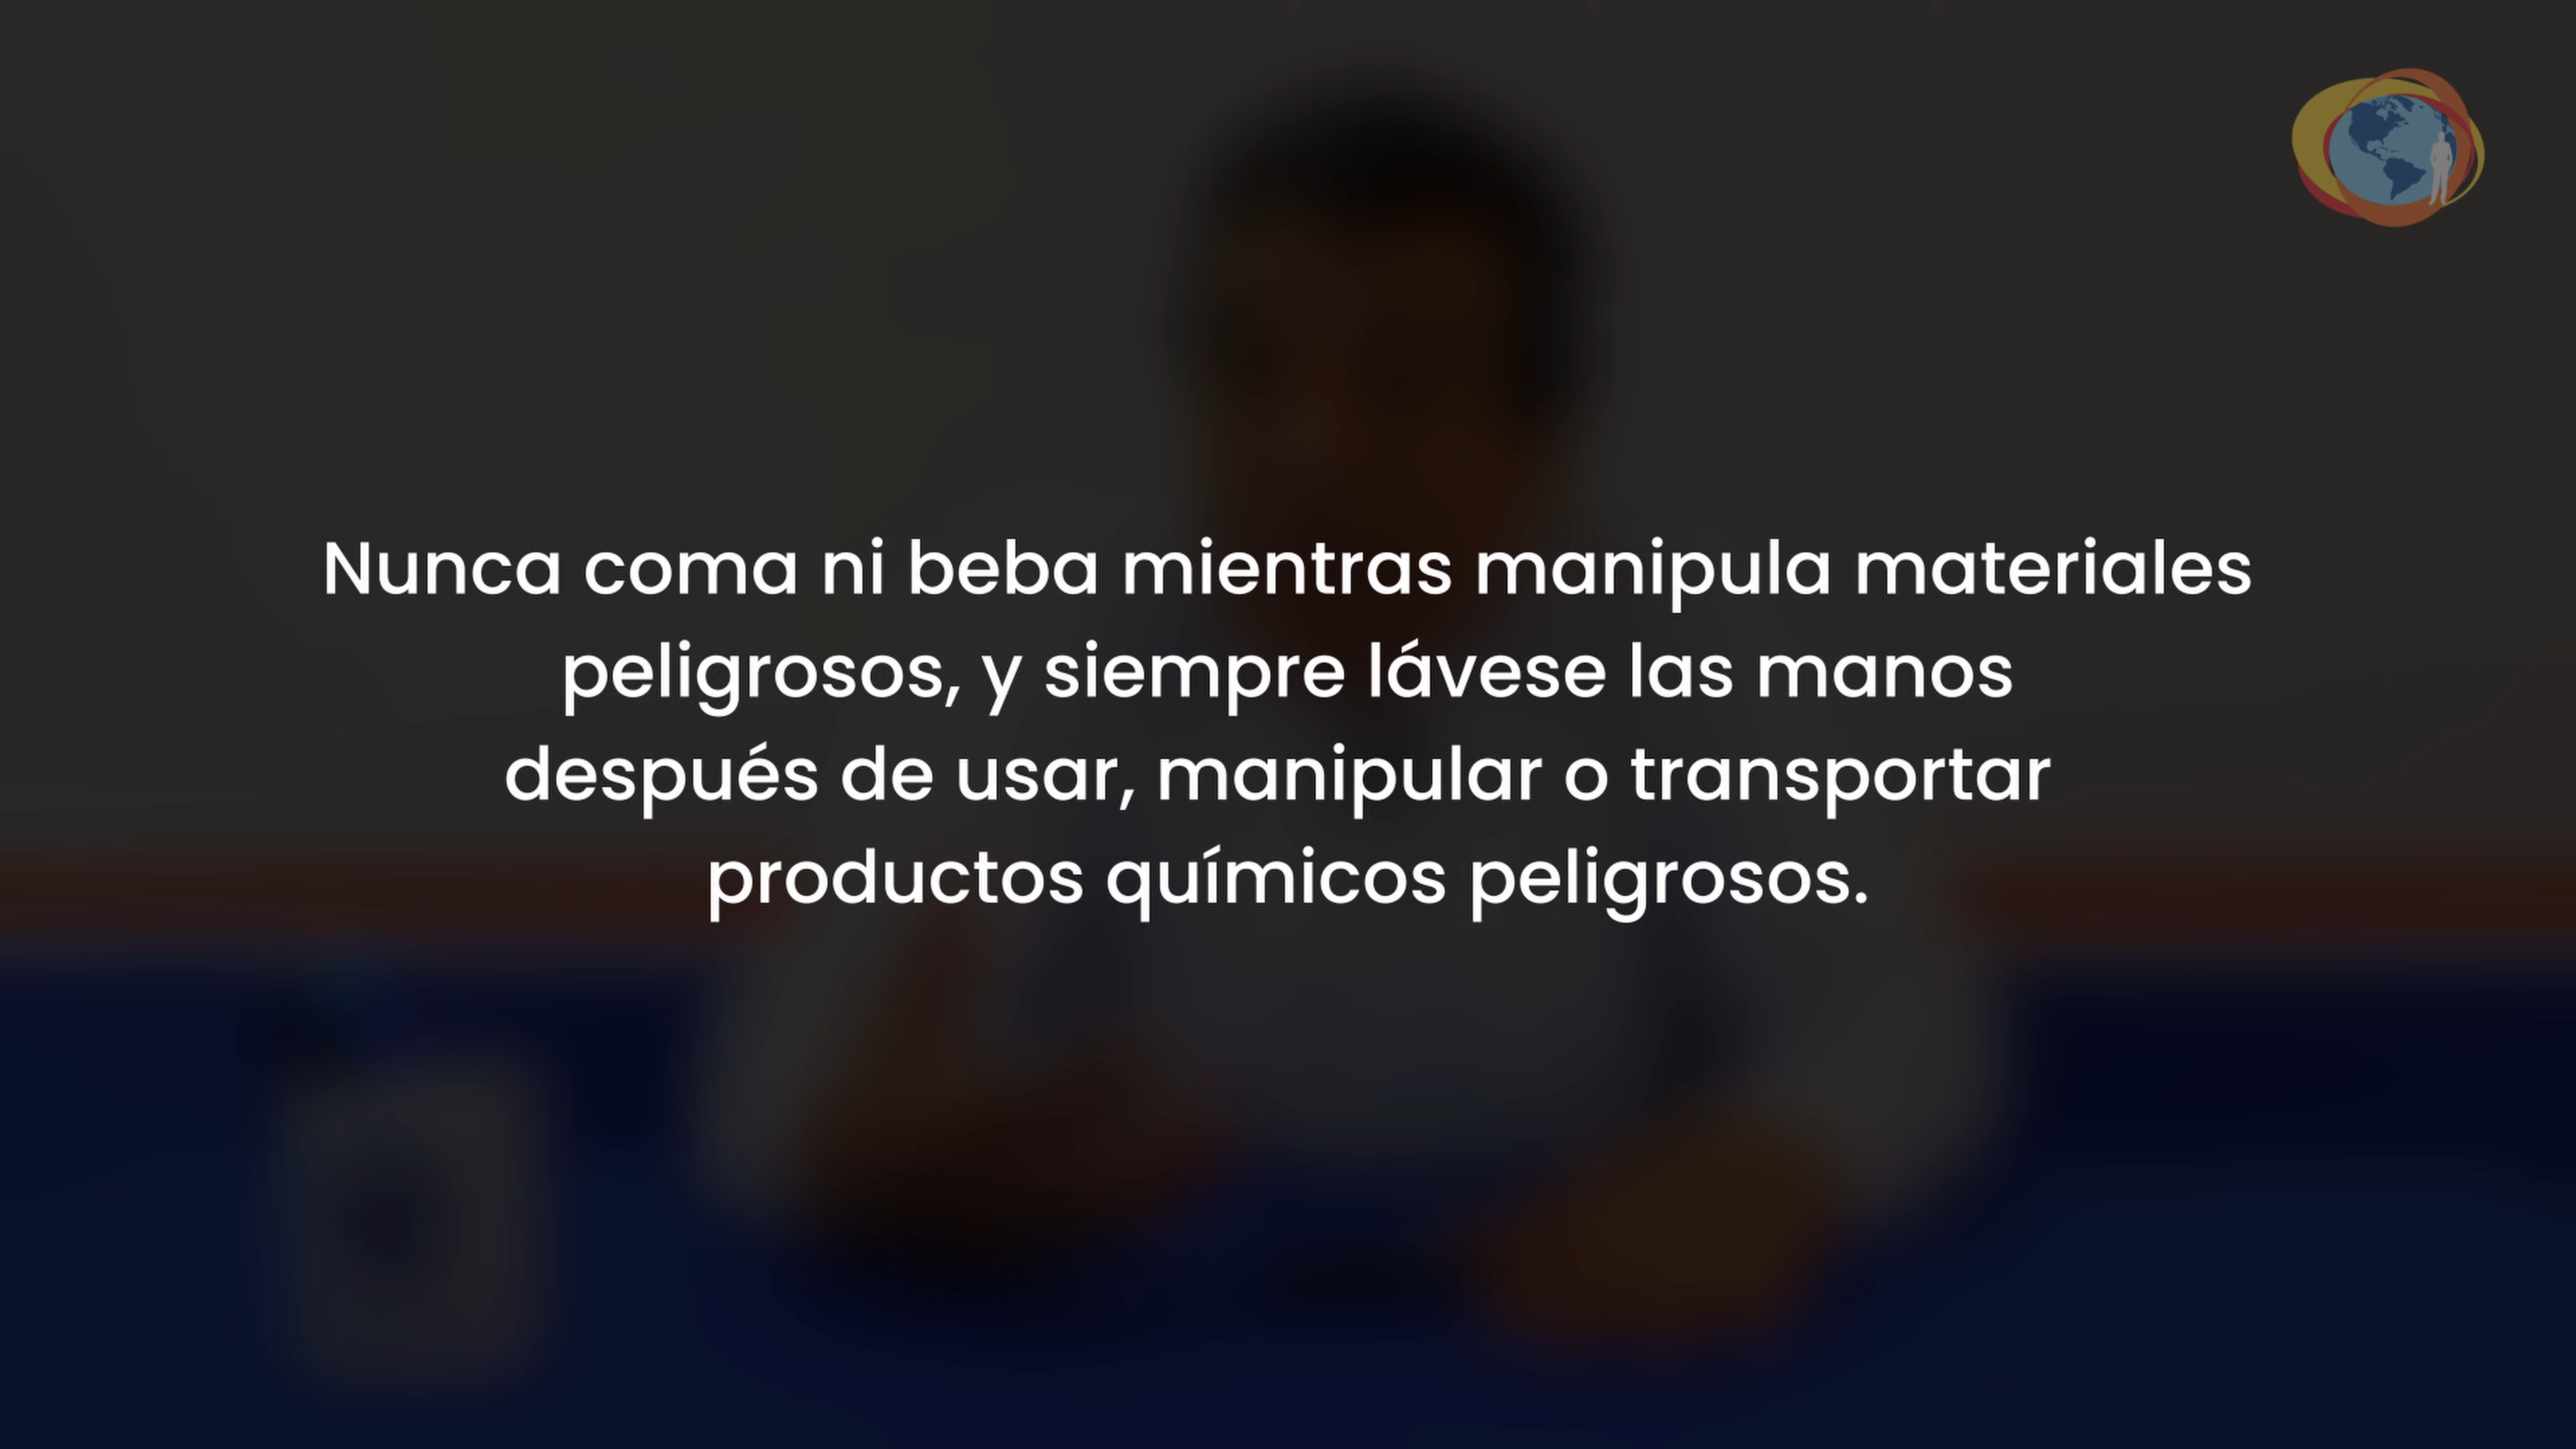 Nunca coma ni beba mientras manipula materiales
peligrosos, y siempre lávese las manos
después de usar, manipular o transportar
productos químicos peligrosos.